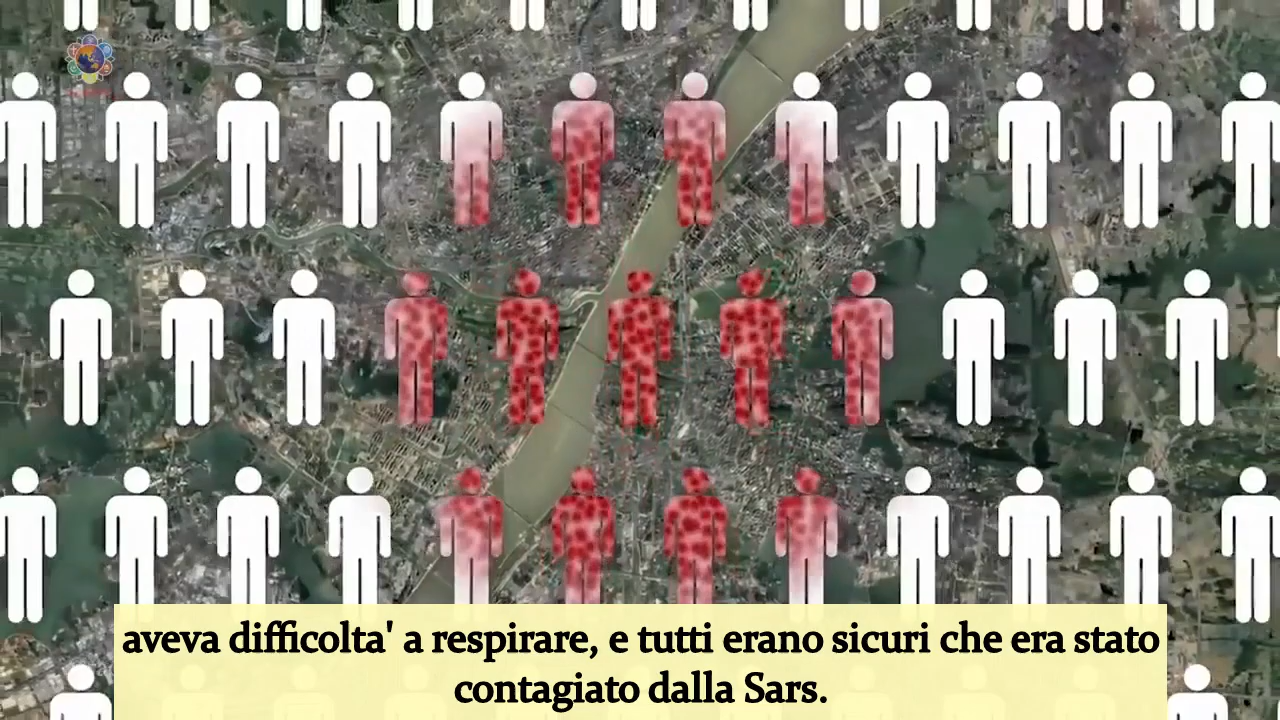 aveva difficolta' a respirare, e tutti erano sicuri che era stato
contagiato dalla Sars.